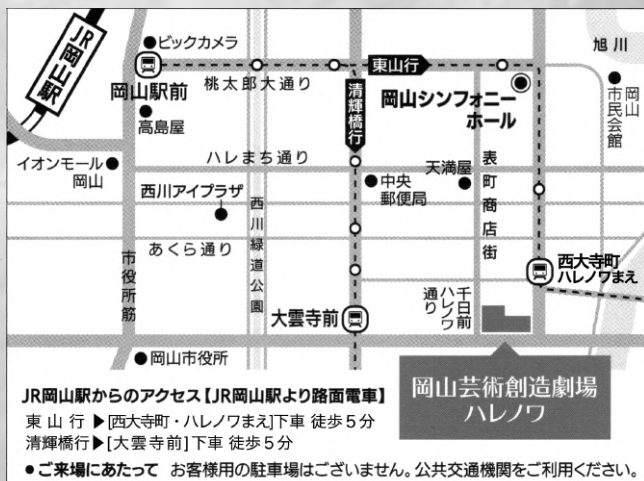 JR岡山駅
ビックカメラ
岡山駅前
桃太郎大通り
東山行
清輝橋行
岡山シンフォニー
ホール
旭川
岡山
市民会館
高島屋
イオンモール
岡山
ハレまち通り
西川アイプラザ
中央
郵便局
天満屋
表町商店街
あくら通り
西川緑道公園
市役所筋
西大寺町
ハレノワまえ
千日前
ハレノワ
通り
大雲寺前
岡山市役所
岡山芸術創造劇場
ハレノワ
JR岡山駅からのアクセス【JR岡山駅より路面電車】
東山行▶[西大寺町・ハレノワまえ]下車 徒歩5分
清輝橋行▶[大雲寺前]下車 徒歩5分
●ご来場にあたって お客様用の駐車場はございません。公共交通機関をご利用ください。